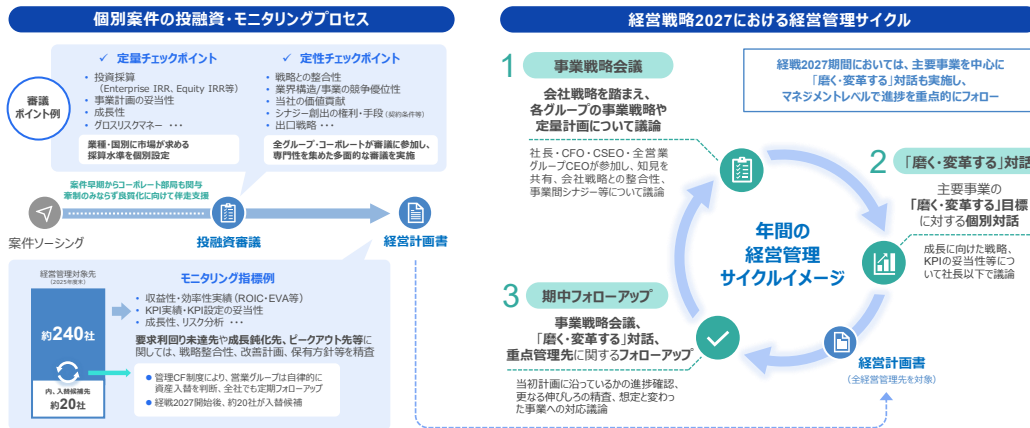 個別案件の投融資・モニタリングプロセス
審議
ポイント例
✓ 定量チェックポイント
・投資採算
（Enterprise IRR、Equity IRR等）
・事業計画の妥当性
・成長性
・グロスリスクマネー ・・・
業種・国別に市場が求める
採算水準を個別設定
✓ 定性チェックポイント
・戦略との整合性
・業界構造/事業の競争優位性
・当社の価値貢献
・シナジー創出の権利・手段（契約条件等）
・出口戦略 ・・・
全グループ・コーポレートが審議に参加し、
専門性を集めた多面的な審議を実施
案件早期からコーポレート部局も関与
牽制のみならず良質化に向けて伴走支援
案件ソーシング
投融資審議
経営計画書
経営管理対象先
（2025年度末）
約240社
内、入替候補先
約20社
モニタリング指標例
・収益性・効率性実績（ROIC・EVA等）
・KPI実績・KPI設定の妥当性
・成長性、リスク分析 ・・・
要求利回り未達先や成長鈍化先、ピークアウト先等に
関しては、戦略整合性、改善計画、保有方針等を精査
●管理CF制度により、営業グループは自律的に
資産入替を判断、全社でも定期フォローアップ
●経戦2027開始後、約20社が入替候補
経営戦略2027における経営管理サイクル
1 事業戦略会議
会社戦略を踏まえ、
各グループの事業戦略や
定量計画について議論
社長・CFO・CSEO・全営業
グループCEOが参加し、知見を
共有、会社戦略との整合性、
事業間シナジー等について議論
経戦2027期間においては、主要事業を中心に
「磨く・変革する」対話も実施し、
マネジメントレベルで進捗を重点的にフォロー
2 「磨く・変革する」対話
主要事業の
「磨く・変革する」目標
に対する個別対話
成長に向けた戦略、
KPIの妥当性等につ
いて社長以下で議論
年間の
経営管理
サイクルイメージ
3 期中フォローアップ
事業戦略会議、
「磨く・変革する」対話、
重点管理先に関するフォローアップ
当初計画に沿っているかの進捗確認、
更なる伸びしろの精査、想定と変わっ
た事業への対応議論
経営計画書
（全経営管理先を対象）